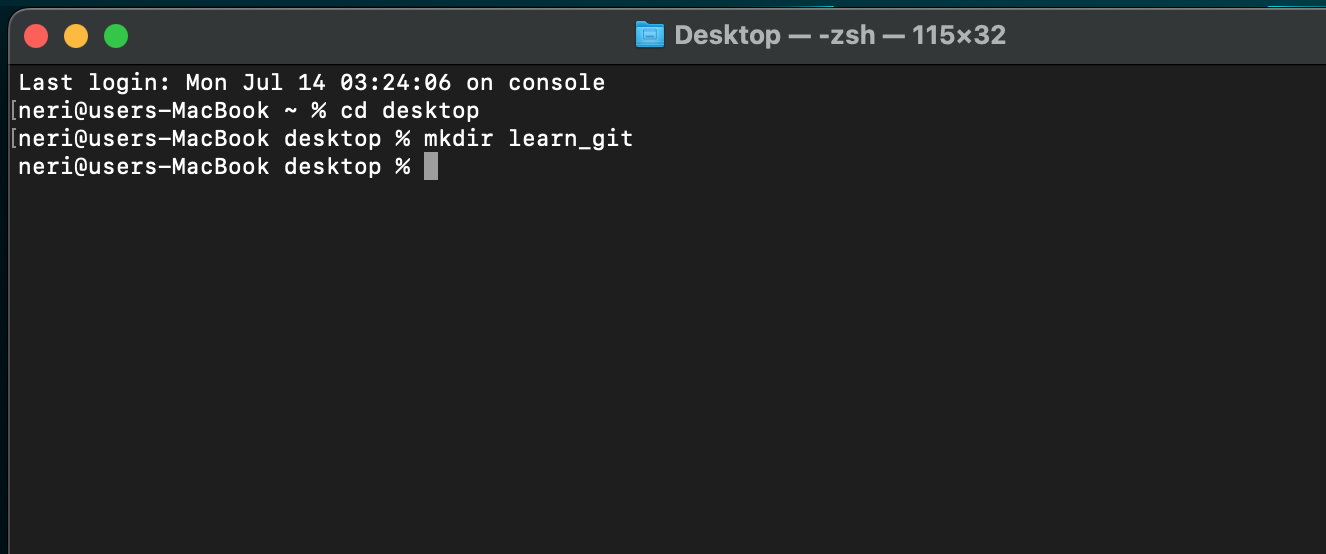 Desktop — -zsh — 115×32
Last login: Mon Jul 14 03:24:06 on console
[neri@users-MacBook ~ % cd desktop
[neri@users-MacBook desktop % mkdir learn_git
neri@users-MacBook desktop %